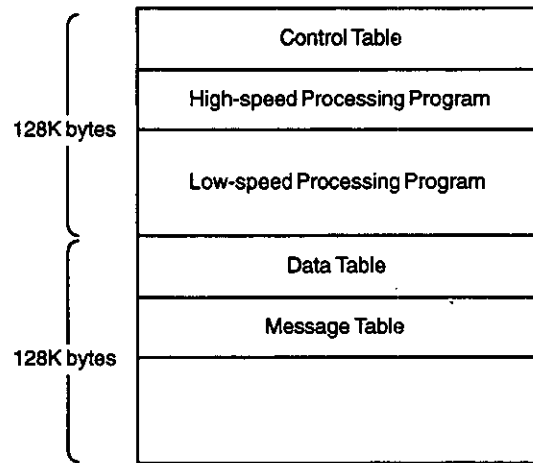 Control Table
High-speed Processing Program
128K bytes
Low-speed Processing Program
Data Table
Message Table
128K bytes